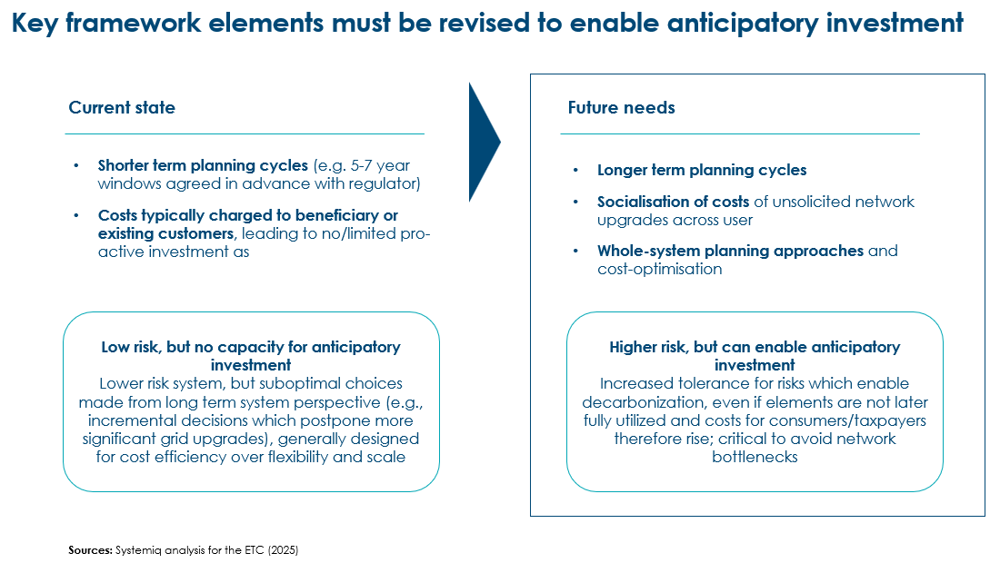 Key framework elements must be revised to enable anticipatory investment
Current state
• Shorter term planning cycles (e.g. 5-7 year
windows agreed in advance with regulator)
• Costs typically charged to beneficiary or
existing customers, leading to no/limited pro-
active investment as
Low risk, but no capacity for anticipatory
investment
Lower risk system, but suboptimal choices
made from long term system perspective (e.g.,
incremental decisions which postpone more
significant grid upgrades), generally designed
for cost efficiency over flexibility and scale
Future needs
• Longer term planning cycles
• Socialisation of costs of unsolicited network
upgrades across user
• Whole-system planning approaches and
cost-optimisation
Higher risk, but can enable anticipatory
investment
Increased tolerance for risks which enable
decarbonization, even if elements are not later
fully utilized and costs for consumers/taxpayers
therefore rise; critical to avoid network
bottlenecks
Sources: Systemiq analysis for the ETC (2025)